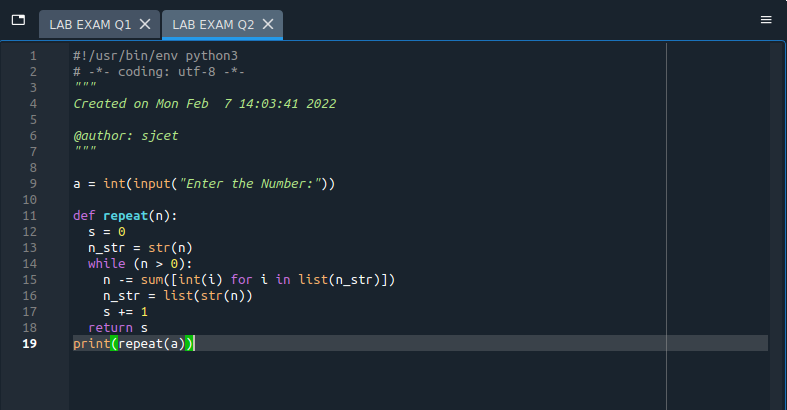 LAB EXAM Q1 LAB EXAM Q2
1 #!/usr/bin/env python3
2 # -*- coding: utf-8 -*-
3 """
4 Created on Mon Feb  7 14:03:41 2022
5
6 @author: sjcet
7 """
8
9 a = int(input("Enter the Number:"))
10
11 def repeat(n):
12   s = 0
13   n_str = str(n)
14   while (n > 0):
15     n -= sum([int(i) for i in list(n_str)])
16     n_str = list(str(n))
17     s += 1
18   return s
19 print(repeat(a))